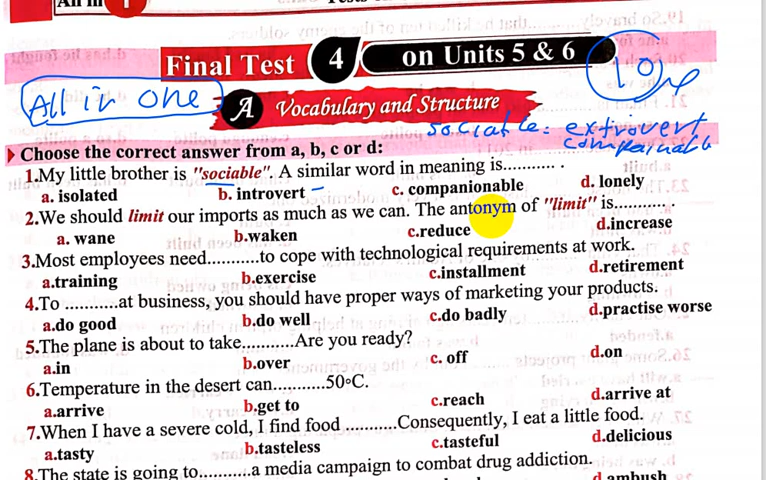 All in 1
Final Test 4 on Units 5 & 6
10
All in one
A Vocabulary and Structure
sociable = extrovert
Choose the correct answer from a, b, c or d:
1.My little brother is "sociable". A similar word in meaning is........... .
a. isolated b. introvert c. companionable d. lonely
2.We should limit our imports as much as we can. The antonym of "limit" is........... .
a. wane b.waken c.reduce d.increase
3.Most employees need...........to cope with technological requirements at work.
a.training b.exercise c.installment d.retirement
4.To ...........at business, you should have proper ways of marketing your products.
a.do good b.do well c.do badly d.practise worse
5.The plane is about to take..........Are you ready?
a.in b.over c. off d.on
6.Temperature in the desert can...........50°C.
a.arrive b.get to c.reach d.arrive at
7.When I have a severe cold, I find food ...........Consequently, I eat a little food.
a.tasty b.tasteless c.tasteful d.delicious
8.The state is going to...........a media campaign to combat drug addiction.
d ambush